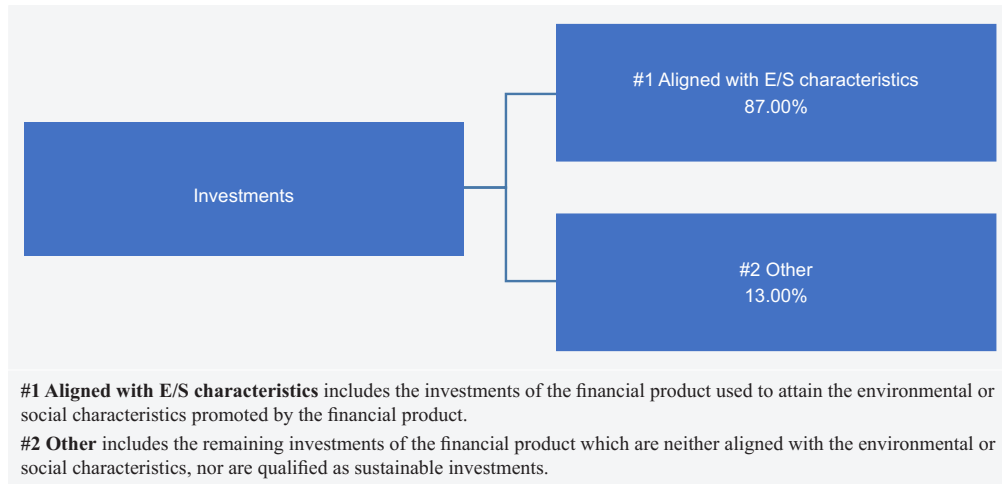 #1 Aligned with E/S characteristics
87.00%
Investments
#2 Other
13.00%
#1 Aligned with E/S characteristics includes the investments of the financial product used to attain the environmental or
social characteristics promoted by the financial product.
#2 Other includes the remaining investments of the financial product which are neither aligned with the environmental or
social characteristics, nor are qualified as sustainable investments.